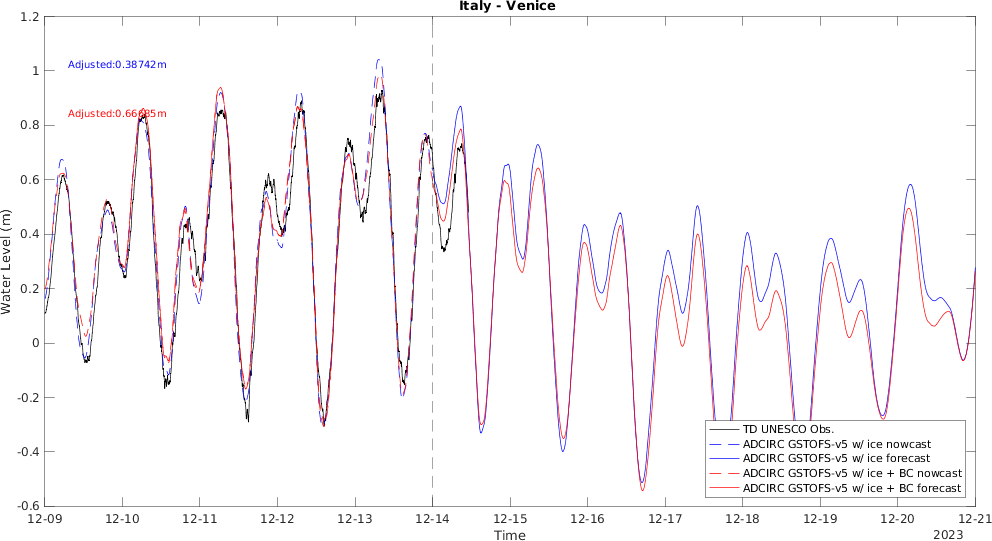 Italy - Venice
1.2
1
0.8
0.6
0.4
0.2
0
-0.2
-0.4
-0.6
Water Level (m)
Adjusted:0.38742m
TD UNESCO Obs.
ADCIRC GSTOFS-v5 w/ ice nowcast
ADCIRC GSTOFS-v5 w/ ice forecast
ADCIRC GSTOFS-v5 w/ ice + BC nowcast
ADCIRC GSTOFS-v5 w/ ice + BC forecast
12-09 12-10 12-11 12-12 12-13 12-14 12-15 12-16 12-17 12-18 12-19 12-20 12-21
Time
2023